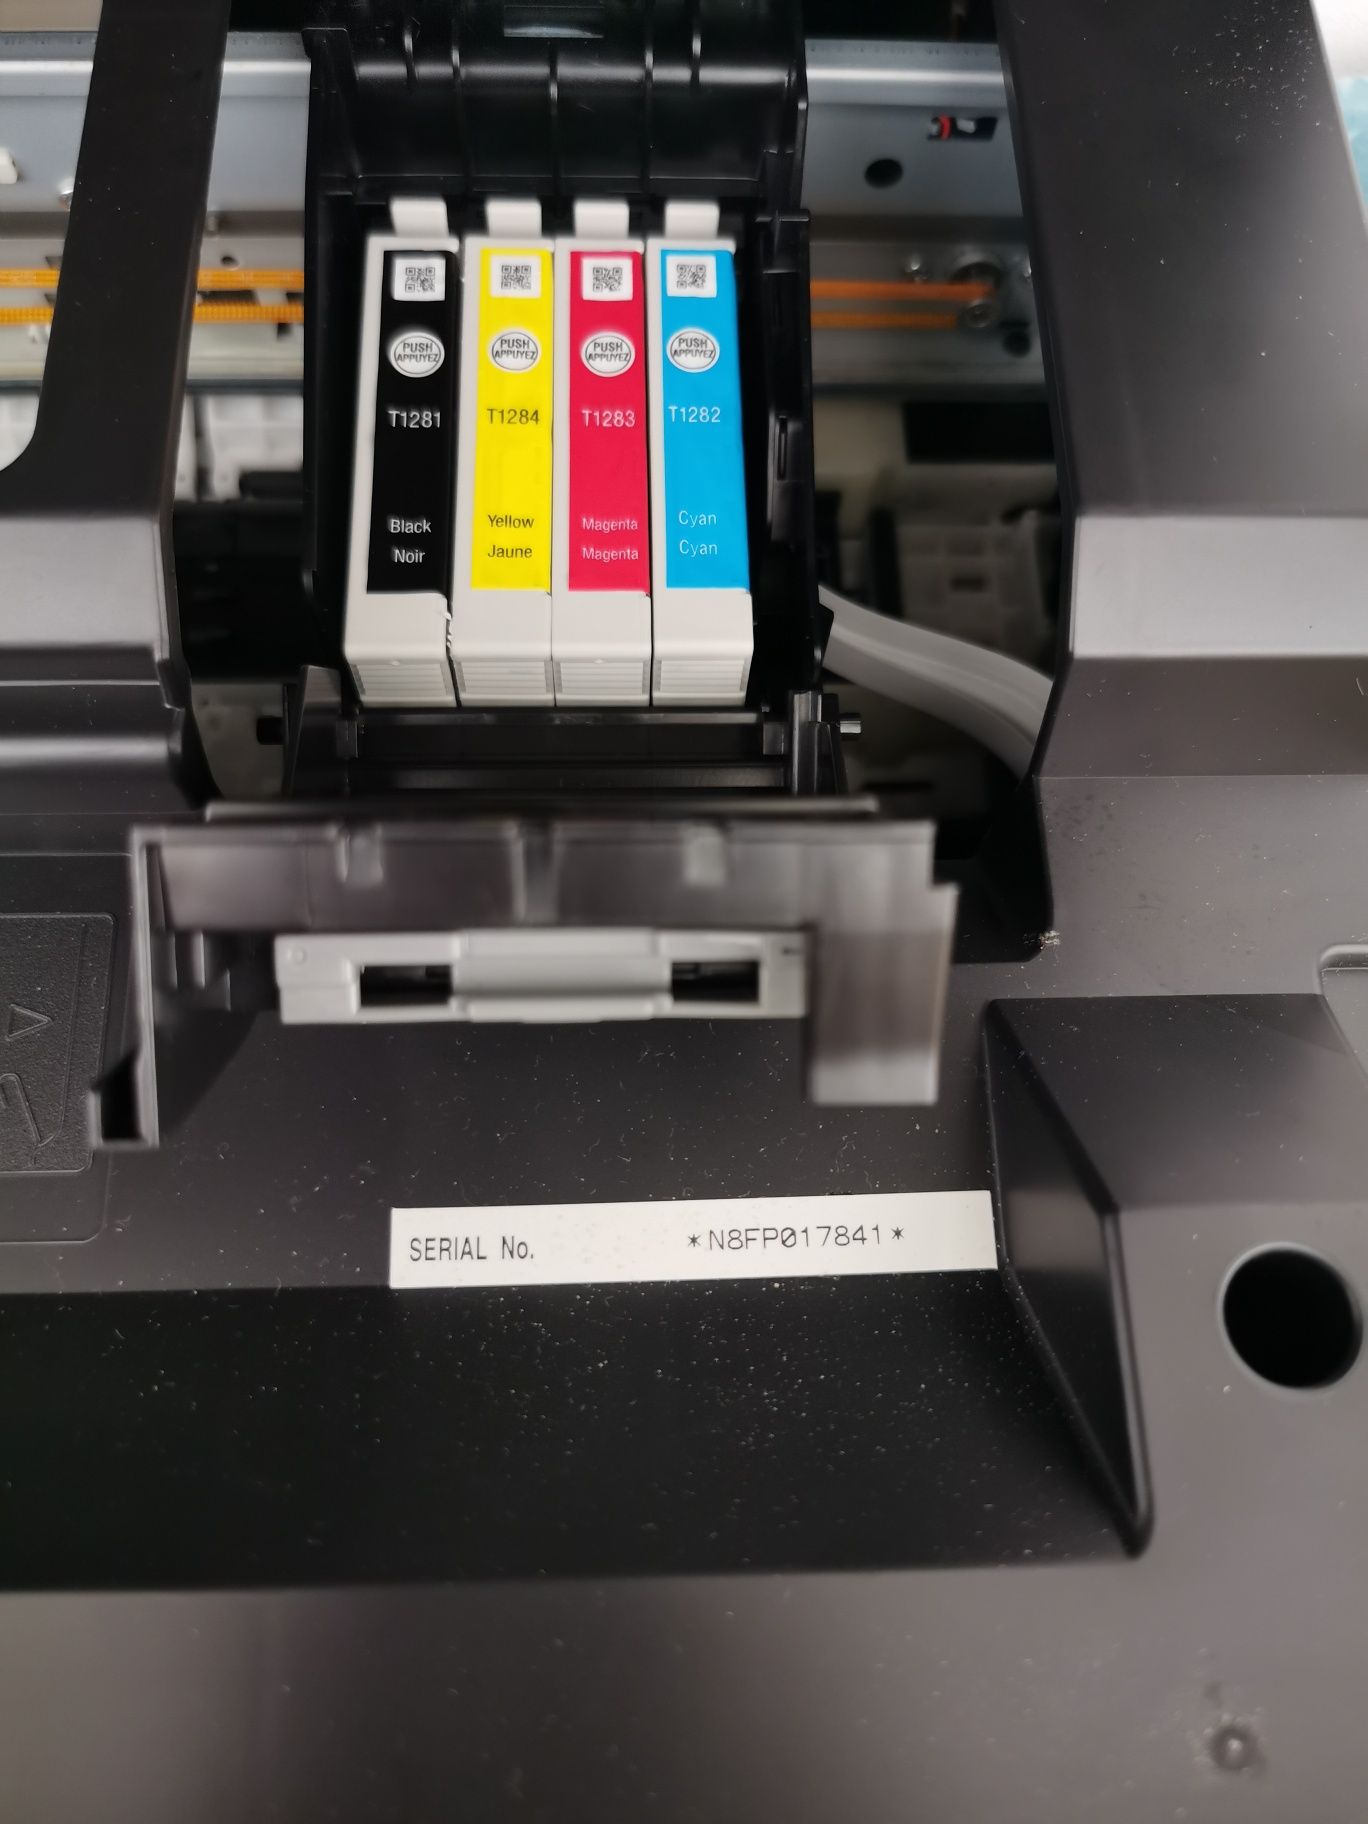 PUSH
APPUYEZ
T1281
Black
Noir
PUSH
APPUYEZ
T1284
Yellow
Jaune
PUSH
APPUYEZ
T1283
Magenta
Magenta
PUSH
APPUYEZ
T1282
Cyan
Cyan
SERIAL No. *N8FP017841*